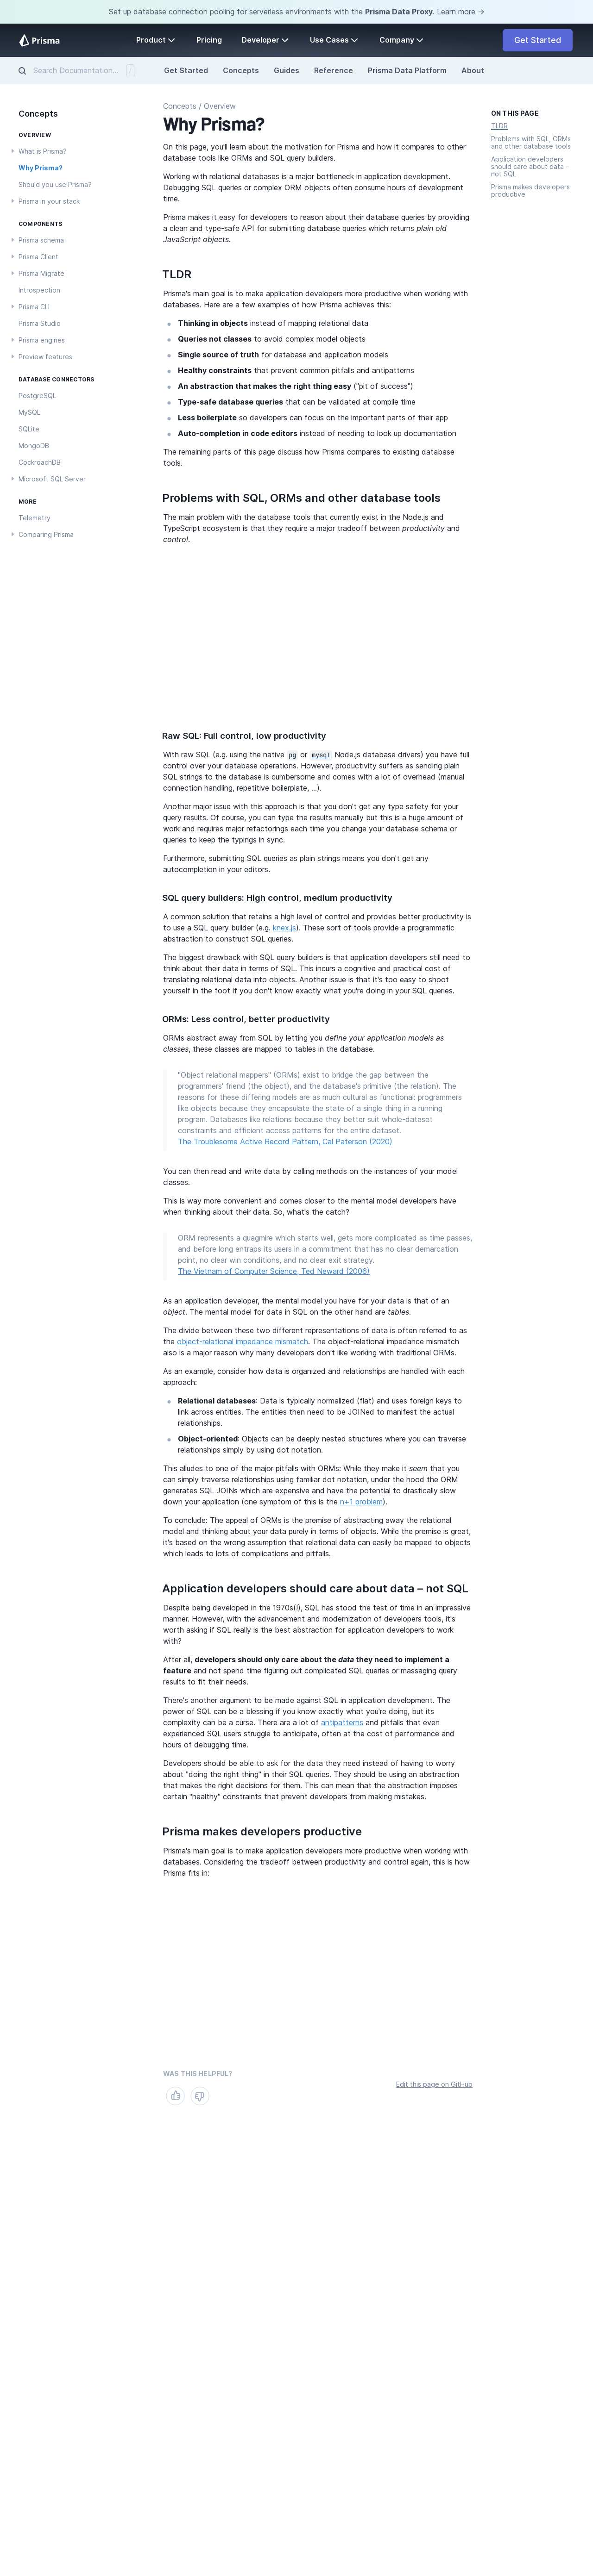 Set up database connection pooling for serverless environments with the Prisma Data Proxy. Learn more →
Prisma
Product
Pricing
Developer
Use Cases
Company
Get Started
Search Documentation...
/
Get Started
Concepts
Guides
Reference
Prisma Data Platform
About
Concepts
OVERVIEW
What is Prisma?
Why Prisma?
Should you use Prisma?
Prisma in your stack
COMPONENTS
Prisma schema
Prisma Client
Prisma Migrate
Introspection
Prisma CLI
Prisma Studio
Prisma engines
Preview features
DATABASE CONNECTORS
PostgreSQL
MySQL
SQLite
MongoDB
CockroachDB
Microsoft SQL Server
MORE
Telemetry
Comparing Prisma
Concepts / Overview
Why Prisma?
On this page, you'll learn about the motivation for Prisma and how it compares to other
database tools like ORMs and SQL query builders.
Working with relational databases is a major bottleneck in application development.
Debugging SQL queries or complex ORM objects often consume hours of development
time.
Prisma makes it easy for developers to reason about their database queries by providing
a clean and type-safe API for submitting database queries which returns plain old
JavaScript objects.
TLDR
Prisma's main goal is to make application developers more productive when working with
databases. Here are a few examples of how Prisma achieves this:
Thinking in objects instead of mapping relational data
Queries not classes to avoid complex model objects
Single source of truth for database and application models
Healthy constraints that prevent common pitfalls and antipatterns
An abstraction that makes the right thing easy ("pit of success")
Type-safe database queries that can be validated at compile time
Less boilerplate so developers can focus on the important parts of their app
Auto-completion in code editors instead of needing to look up documentation
The remaining parts of this page discuss how Prisma compares to existing database
tools.
Problems with SQL, ORMs and other database tools
The main problem with the database tools that currently exist in the Node.js and
TypeScript ecosystem is that they require a major tradeoff between productivity and
control.
Raw SQL: Full control, low productivity
With raw SQL (e.g. using the native pg or mysql Node.js database drivers) you have full
control over your database operations. However, productivity suffers as sending plain
SQL strings to the database is cumbersome and comes with a lot of overhead (manual
connection handling, repetitive boilerplate, ...).
Another major issue with this approach is that you don't get any type safety for your
query results. Of course, you can type the results manually but this is a huge amount of
work and requires major refactorings each time you change your database schema or
queries to keep the typings in sync.
Furthermore, submitting SQL queries as plain strings means you don't get any
autocompletion in your editors.
SQL query builders: High control, medium productivity
A common solution that retains a high level of control and provides better productivity is
to use a SQL query builder (e.g. knex.js). These sort of tools provide a programmatic
abstraction to construct SQL queries.
The biggest drawback with SQL query builders is that application developers still need to
think about their data in terms of SQL. This incurs a cognitive and practical cost of
translating relational data into objects. Another issue is that it's too easy to shoot
yourself in the foot if you don't know exactly what you're doing in your SQL queries.
ORMs: Less control, better productivity
ORMs abstract away from SQL by letting you define your application models as
classes, these classes are mapped to tables in the database.
"Object relational mappers" (ORMs) exist to bridge the gap between the
programmers' friend (the object), and the database's primitive (the relation). The
reasons for these differing models are as much cultural as functional: programmers
like objects because they encapsulate the state of a single thing in a running
program. Databases like relations because they better suit whole-dataset
constraints and efficient access patterns for the entire dataset.
The Troublesome Active Record Pattern, Cal Paterson (2020)
You can then read and write data by calling methods on the instances of your model
classes.
This is way more convenient and comes closer to the mental model developers have
when thinking about their data. So, what's the catch?
ORM represents a quagmire which starts well, gets more complicated as time passes,
and before long entraps its users in a commitment that has no clear demarcation
point, no clear win conditions, and no clear exit strategy.
The Vietnam of Computer Science, Ted Neward (2006)
As an application developer, the mental model you have for your data is that of an
object. The mental model for data in SQL on the other hand are tables.
The divide between these two different representations of data is often referred to as
the object-relational impedance mismatch. The object-relational impedance mismatch
also is a major reason why many developers don't like working with traditional ORMs.
As an example, consider how data is organized and relationships are handled with each
approach:
Relational databases: Data is typically normalized (flat) and uses foreign keys to
link across entities. The entities then need to be JOINed to manifest the actual
relationships.
Object-oriented: Objects can be deeply nested structures where you can traverse
relationships simply by using dot notation.
This alludes to one of the major pitfalls with ORMs: While they make it seem that you
can simply traverse relationships using familiar dot notation, under the hood the ORM
generates SQL JOINs which are expensive and have the potential to drastically slow
down your application (one symptom of this is the n+1 problem).
To conclude: The appeal of ORMs is the premise of abstracting away the relational
model and thinking about your data purely in terms of objects. While the premise is great,
it's based on the wrong assumption that relational data can easily be mapped to objects
which leads to lots of complications and pitfalls.
Application developers should care about data – not SQL
Despite being developed in the 1970s(!), SQL has stood the test of time in an impressive
manner. However, with the advancement and modernization of developers tools, it's
worth asking if SQL really is the best abstraction for application developers to work
with?
After all, developers should only care about the data they need to implement a
feature and not spend time figuring out complicated SQL queries or massaging query
results to fit their needs.
There's another argument to be made against SQL in application development. The
power of SQL can be a blessing if you know exactly what you're doing, but its
complexity can be a curse. There are a lot of antipatterns and pitfalls that even
experienced SQL users struggle to anticipate, often at the cost of performance and
hours of debugging time.
Developers should be able to ask for the data they need instead of having to worry
about "doing the right thing" in their SQL queries. They should be using an abstraction
that makes the right decisions for them. This can mean that the abstraction imposes
certain "healthy" constraints that prevent developers from making mistakes.
Prisma makes developers productive
Prisma's main goal is to make application developers more productive when working with
databases. Considering the tradeoff between productivity and control again, this is how
Prisma fits in:
WAS THIS HELPFUL?
Edit this page on GitHub
ON THIS PAGE
TLDR
Problems with SQL, ORMs
and other database tools
Application developers
should care about data –
not SQL
Prisma makes developers
productive